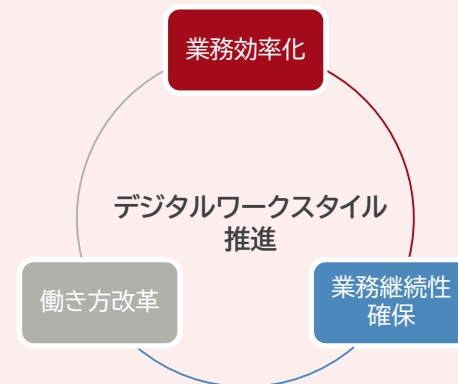 業務効率化
デジタルワークスタイル
推進
働き方改革
業務継続性
確保